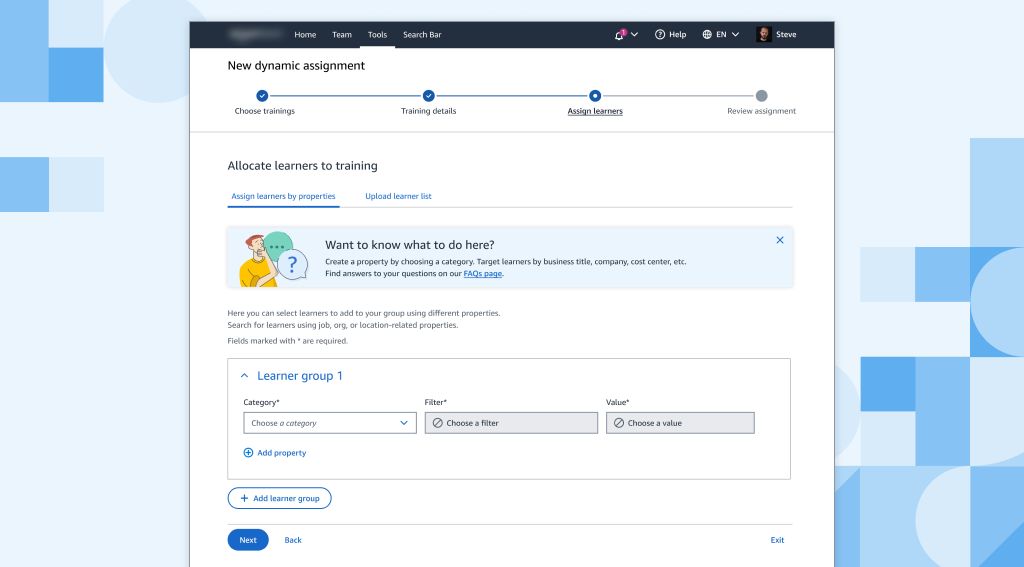 Home Team Tools Search Bar 1 Help EN Steve
New dynamic assignment
Choose trainings Training details Assign learners Review assignment
Allocate learners to training
Assign learners by properties Upload learner list
?
Want to know what to do here?
Create a property by choosing a category. Target learners by business title, company, cost center, etc.
Find answers to your questions on our FAQs page.
Here you can select learners to add to your group using different properties.
Search for learners using job, org, or location-related properties.
Fields marked with * are required.
Learner group 1
Category* Filter* Value*
Choose a category Choose a filter Choose a value
Add property
+ Add learner group
Next Back Exit